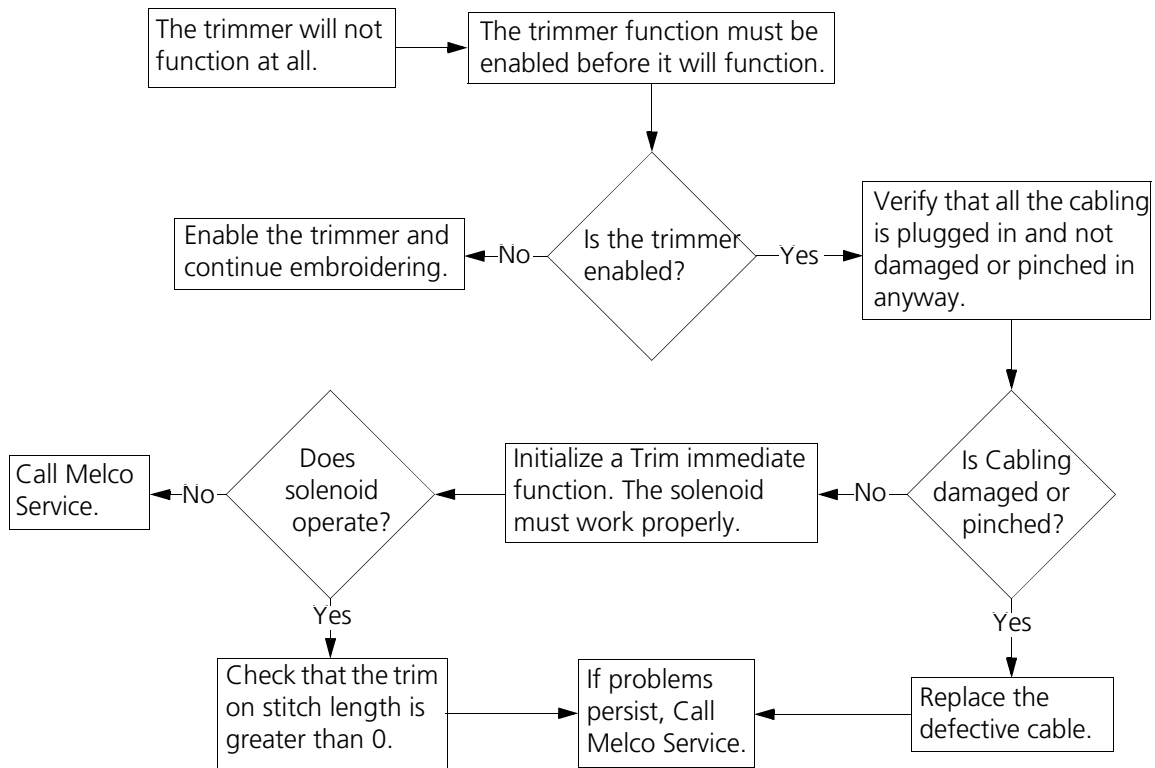 The trimmer will not
function at all.
The trimmer function must be
enabled before it will function.
Is the trimmer
enabled?
No
Enable the trimmer and
continue embroidering.
Yes
Verify that all the cabling
is plugged in and not
damaged or pinched in
anyway.
Is Cabling
damaged or
pinched?
No
Initialize a Trim immediate
function. The solenoid
must work properly.
Does
solenoid
operate?
No
Call Melco
Service.
Yes
Check that the trim
on stitch length is
greater than 0.
If problems
persist, Call
Melco Service.
Yes
Replace the
defective cable.